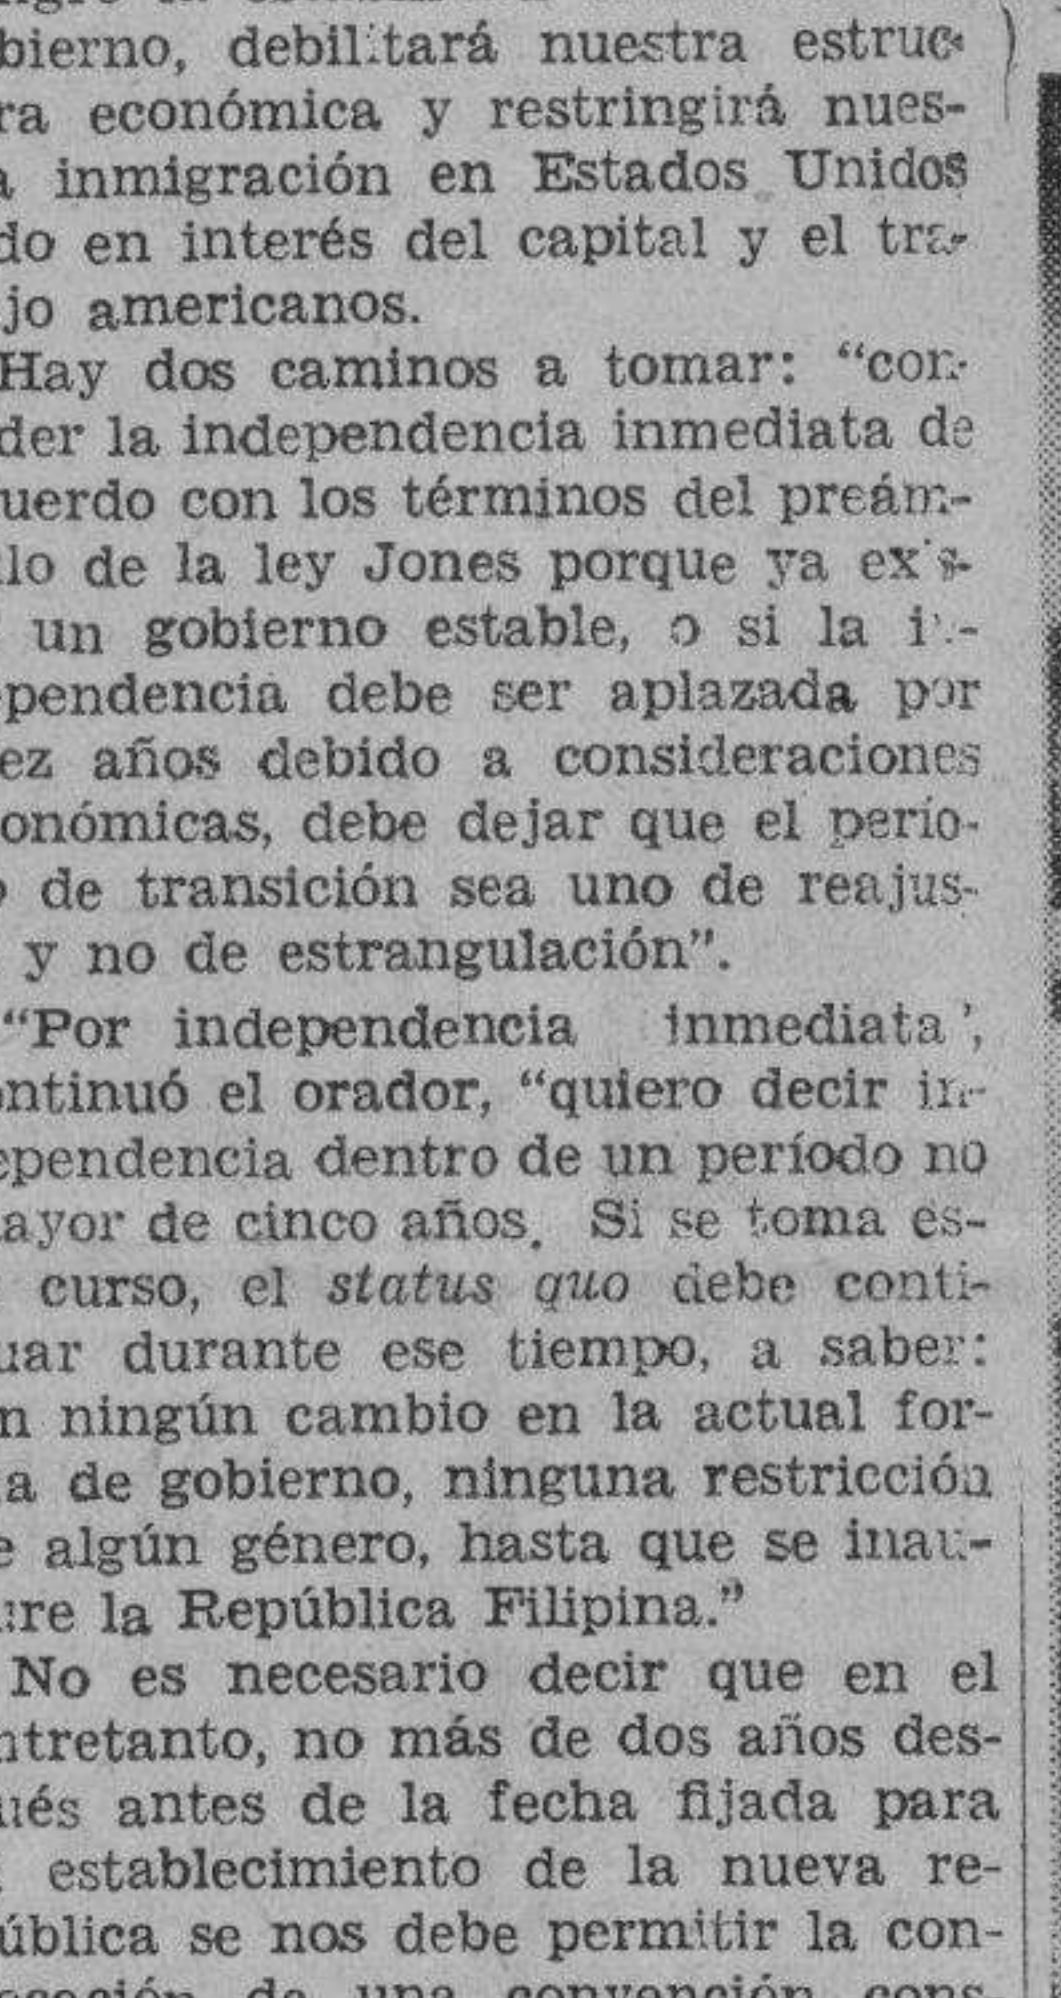 bierno, debilitará nuestra estruc-
ra económica y restringirá nues-
a inmigración en Estados Unidos
do en interés del capital y el tra-
jo americanos.
Hay dos caminos a tomar: “con-
der la independencia inmediata de
uerdo con los términos del preám-
lo de la ley Jones porque ya exis-
un gobierno estable, o si la in-
pendencia debe ser aplazada por
ez años debido a consideraciones
onómicas, debe dejar que el perío-
o de transición sea uno de reajus-
y no de estrangulación”.
“Por independencia inmediata’,
ontinuó el orador, “quiero decir in-
ependencia dentro de un período no
ayor de cinco años. Si se toma es-
curso, el status quo debe conti-
uar durante ese tiempo, a saber:
n ningún cambio en la actual for-
a de gobierno, ninguna restricción
e algún género, hasta que se inau-
ure la República Filipina.”
No es necesario decir que en el
ntretanto, no más de dos años des-
ués antes de la fecha fijada para
establecimiento de la nueva re-
ública se nos debe permitir la con-
de una convención cons-